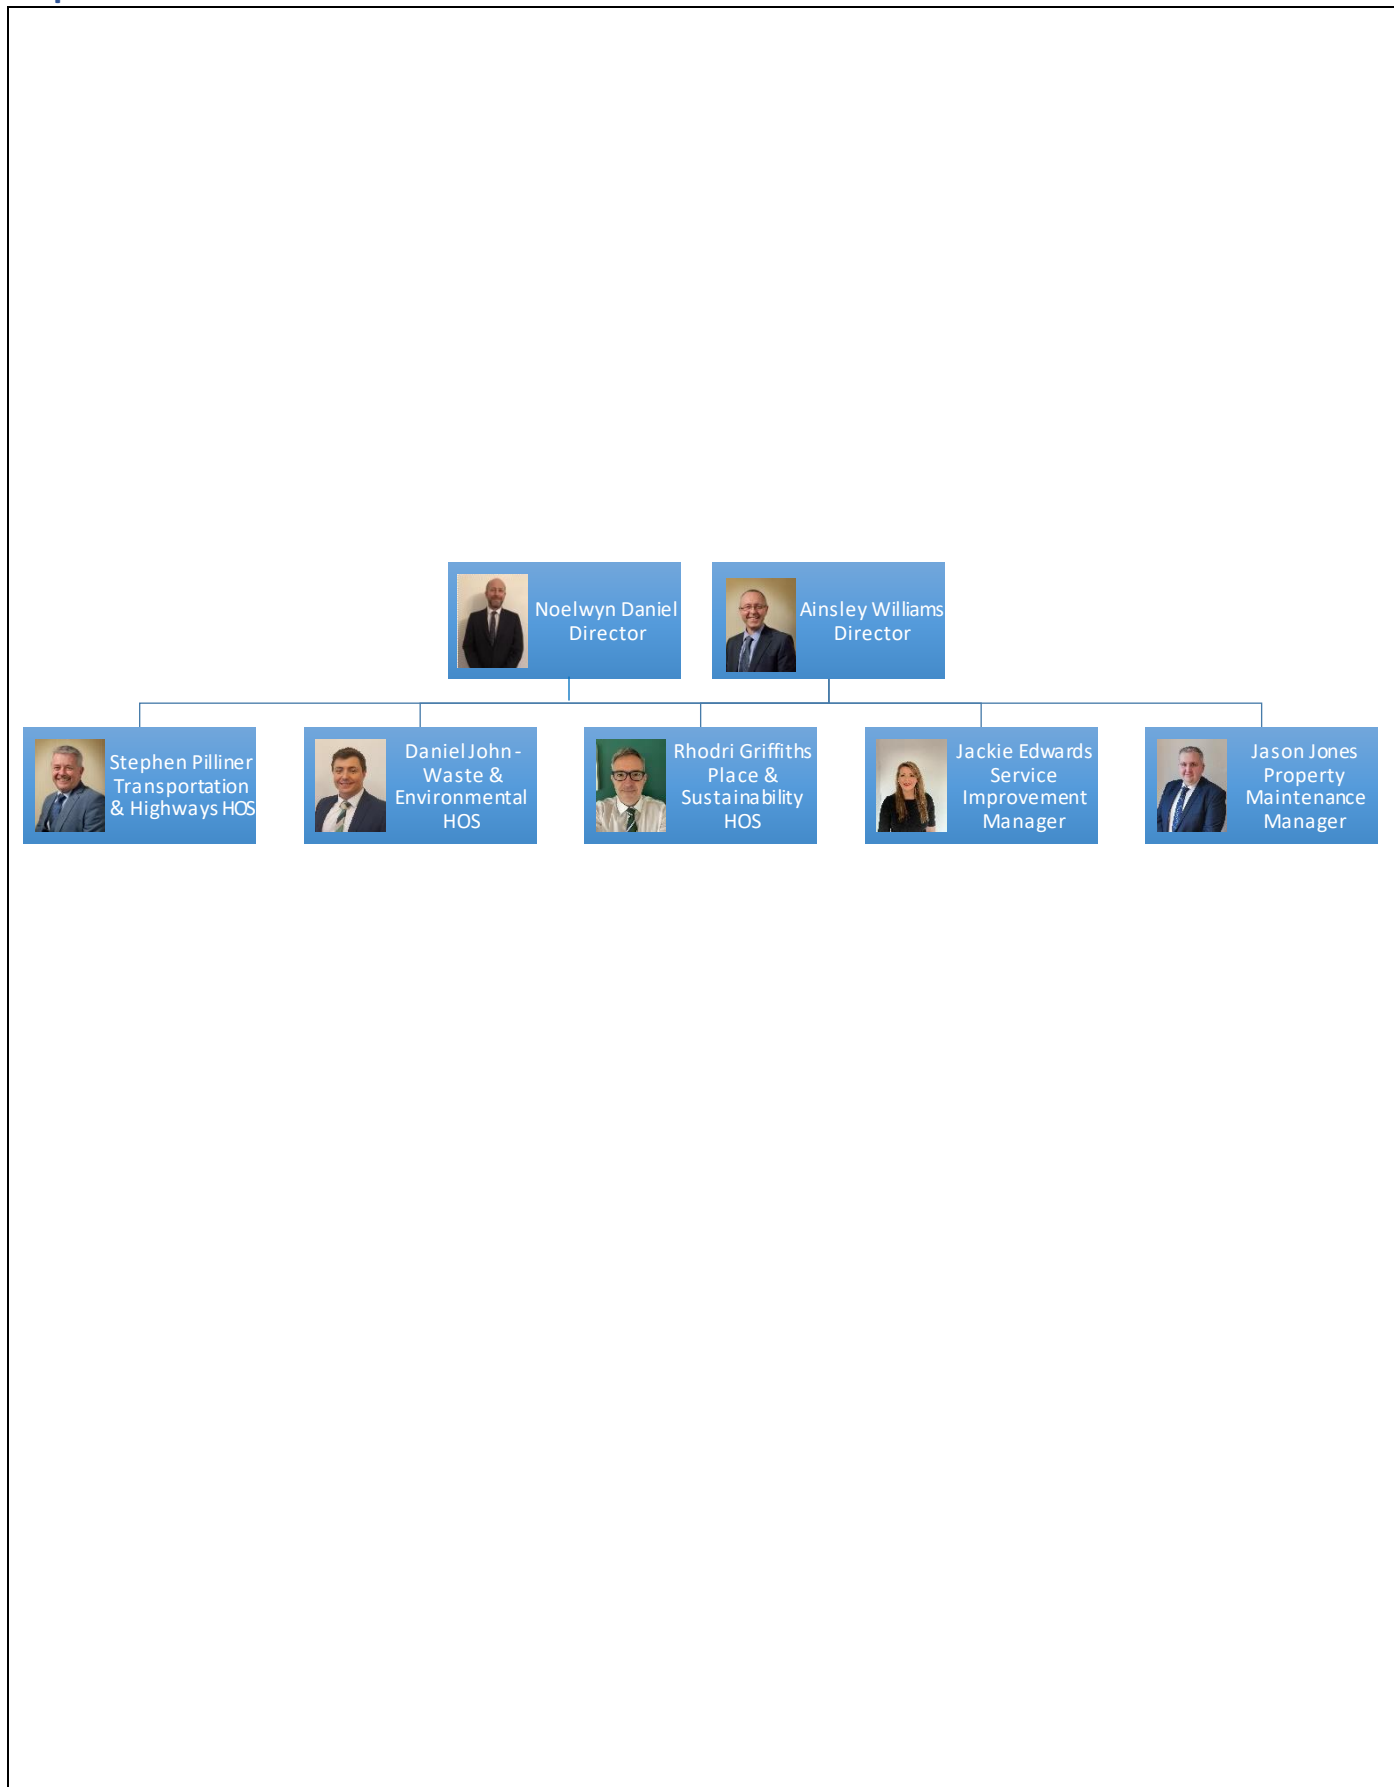 Noelwyn Daniel
Director
Ainsley Williams
Director
Stephen Pilliner
Transportation
& Highways HOS
Daniel John -
Waste &
Environmental
HOS
Rhodri Griffiths
Place &
Sustainability
HOS
Jackie Edwards
Service
Improvement
Manager
Jason Jones
Property
Maintenance
Manager